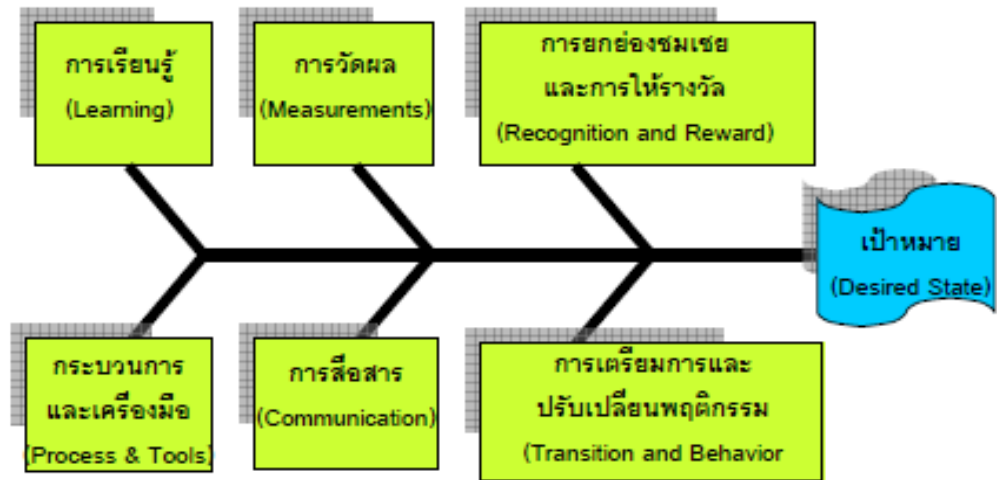 การเรียนรู้
(Learning)
การวัดผล
(Measurements)
การยกย่องชมเชย
และการให้รางวัล
(Recognition and Reward)
เป้าหมาย
(Desired State)
กระบวนการ
และเครื่องมือ
(Process & Tools)
การสื่อสาร
(Communication)
การเตรียมการและ
ปรับเปลี่ยนพฤติกรรม
(Transition and Behavior